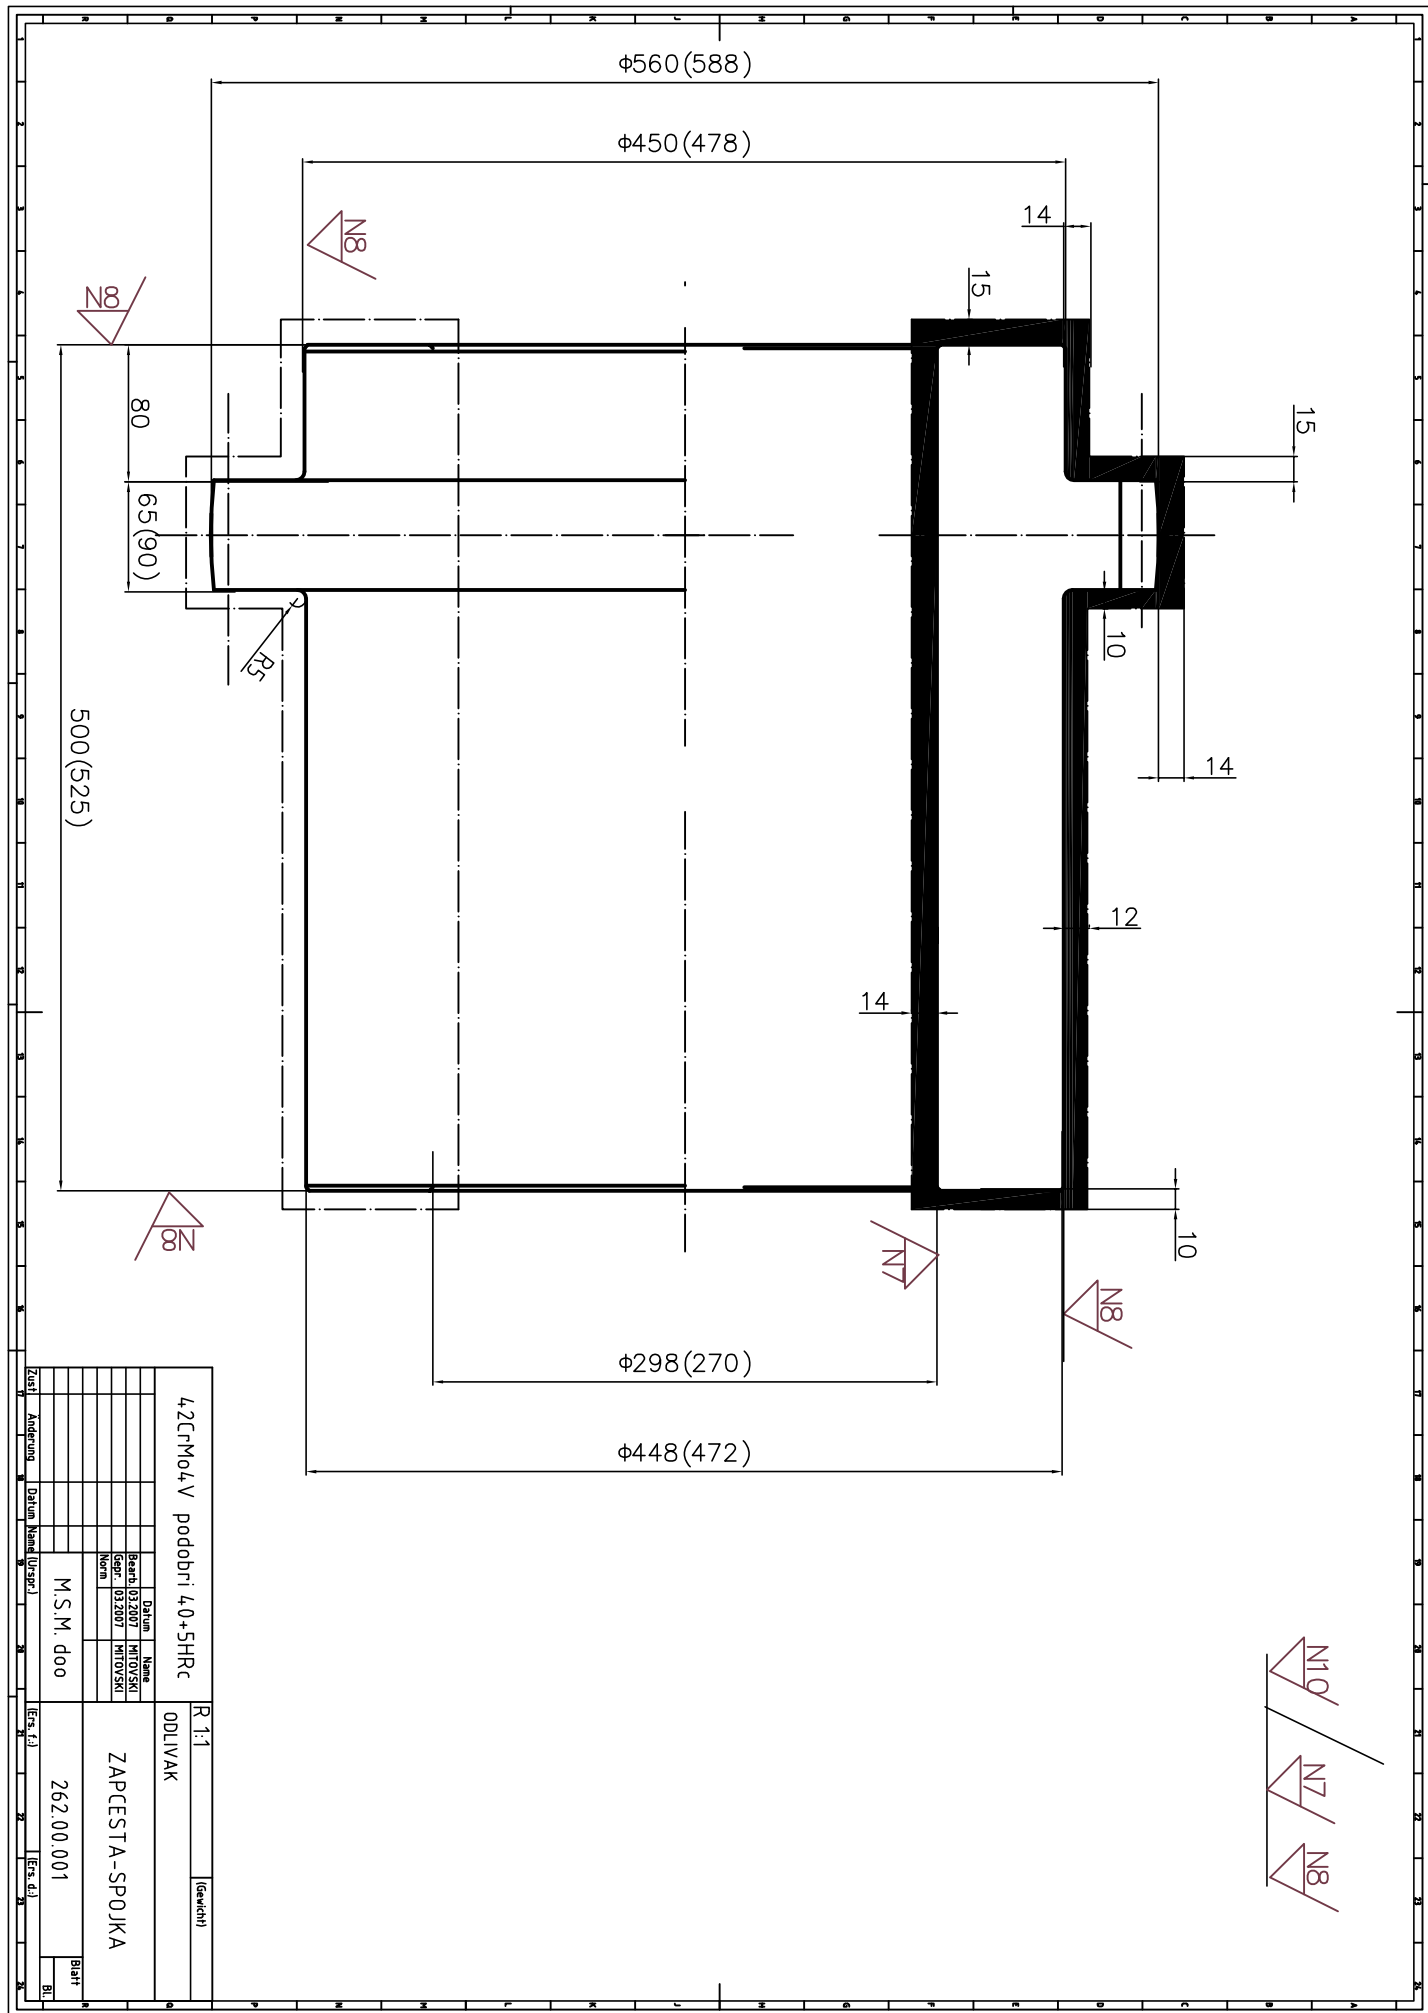 Φ560(588)
Φ450(478)
14
15
15
N8
N8
80
65(90)
R5
10
14
500(525)
12
14
10
N8
N7
N8
Φ298(270)
Φ448(472)
N10
N7
N8
42CrMo4V podobri 40+5HRc
R 1:1
(Gewicht)
ODLIVAK
Datum Name
Bearb. 03.2007 MITOVSKI
Gepr. 03.2007 MITOVSKI
Norm
ZAPCESTA-SPOJKA
M.S.M. doo
262.00.001
Blatt
Bl.
Zust Änderung Datum Name (Urspr.) (Ers. f.:) (Ers. d.:)